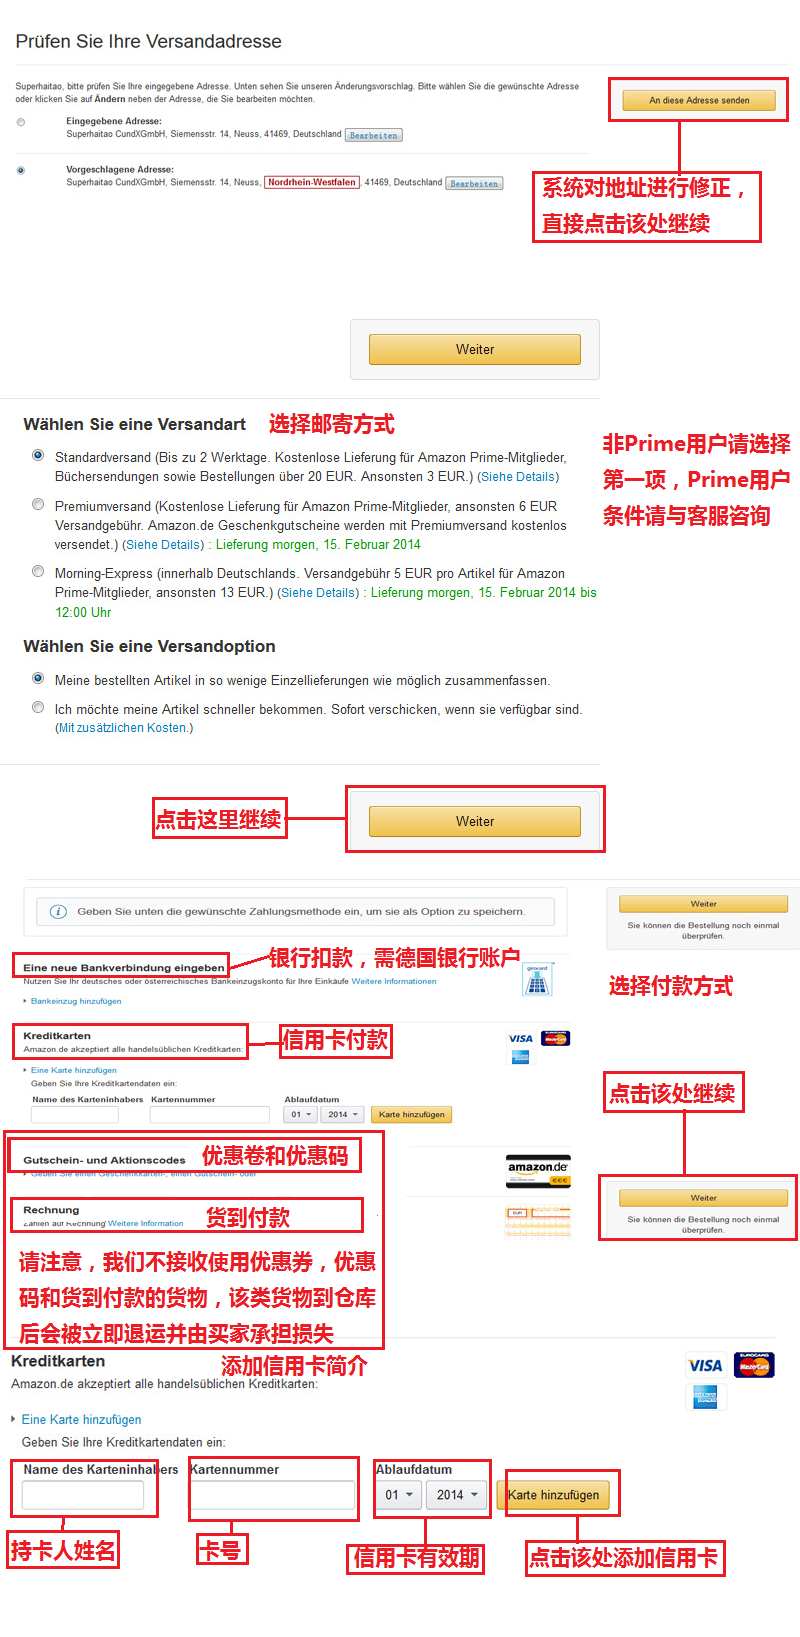 Prüfen Sie Ihre Versandadresse
Superhaitao, bitte prüfen Sie Ihre eingegebene Adresse. Unten sehen Sie unseren Änderungsvorschlag. Bitte wählen Sie die gewünschte Adresse
oder klicken Sie auf Ändern neben der Adresse, die Sie bearbeiten möchten.
An diese Adresse senden
Eingegebene Adresse:
Superhaitao CundXGmbH, Siemensstr. 14, Neuss, 41469, Deutschland Bearbeiten
Vorgeschlagene Adresse:
Superhaitao CundXGmbH, Siemensstr. 14, Neuss, Nordrhein-Westfalen, 41469, Deutschland Bearbeiten
系统对地址进行修正，
直接点击该处继续
Weiter
Wählen Sie eine Versandart 选择邮寄方式
Standardversand (Bis zu 2 Werktage. Kostenlose Lieferung für Amazon Prime-Mitglieder,
Büchersendungen sowie Bestellungen über 20 EUR. Ansonsten 3 EUR.) (Siehe Details)
Premiumversand (Kostenlose Lieferung für Amazon Prime-Mitglieder, ansonsten 6 EUR
Versandgebühr. Amazon.de Geschenkgutscheine werden mit Premiumversand kostenlos
versendet.) (Siehe Details) : Lieferung morgen, 15. Februar 2014
Morning-Express (innerhalb Deutschlands. Versandgebühr 5 EUR pro Artikel für Amazon
Prime-Mitglieder, ansonsten 13 EUR.) (Siehe Details) : Lieferung morgen, 15. Februar 2014 bis
12:00 Uhr
非Prime用户请选择
第一项，Prime用户
条件请与客服咨询
Wählen Sie eine Versandoption
Meine bestellten Artikel in so wenige Einzellieferungen wie möglich zusammenfassen.
Ich möchte meine Artikel schneller bekommen. Sofort verschicken, wenn sie verfügbar sind.
(Mit zusätzlichen Kosten.)
点击这里继续
Weiter
Geben Sie unten die gewünschte Zahlungsmethode ein, um sie als Option zu speichern.
Weiter
Sie können die Bestellung noch einmal
überprüfen.
Eine neue Bankverbindung eingeben 银行扣款，需德国银行账户
Nutzen Sie Ihr deutsches oder österreichisches Bankeinzugskonto für Ihre Einkäufe Weitere Informationen
Bankeinzug hinzufügen
girocard
选择付款方式
Kreditkarten
Amazon.de akzeptiert alle handelsüblichen Kreditkarten:
信用卡付款
VISA MasterCard
Eine Karte hinzufügen
Geben Sie Ihre Kreditkartendaten ein:
Name des Karteninhabers Kartennummer Ablaufdatum
01 2014 Karte hinzufügen
点击该处继续
Gutschein- und Aktionscodes 优惠卷和优惠码
Geben Sie einen Geschenkkarten-, einen Gutschein- oder
amazon.de
€€€
Rechnung
Zahlen auf Rechnung Weitere Information
货到付款
EUR
Weiter
Sie können die Bestellung noch einmal
überprüfen.
请注意，我们不接收使用优惠券，优惠
码和货到付款的货物，该类货物到仓库
后会被立即退运并由买家承担损失
Kreditkarten
添加信用卡简介
Amazon.de akzeptiert alle handelsüblichen Kreditkarten:
VISA EUROCARD MasterCard
Eine Karte hinzufügen
Geben Sie Ihre Kreditkartendaten ein:
Name des Karteninhabers Kartennummer Ablaufdatum
01 2014 Karte hinzufügen
持卡人姓名
卡号
信用卡有效期
点击该处添加信用卡